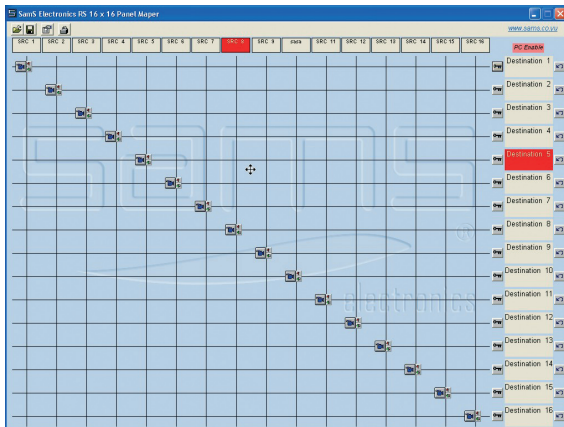 SamS Electronics RS 16 x 16 Panel Maper
www.sams.co.yu
SRC 1 SRC 2 SRC 3 SRC 4 SRC 5 SRC 6 SRC 7 SRC 8 SRC 9 sasa SRC 11 SRC 12 SRC 13 SRC 14 SRC 15 SRC 16
PC Enable
Destination 1
Destination 2
Destination 3
Destination 4
Destination 5
Destination 6
Destination 7
Destination 8
Destination 9
Destination 10
Destination 11
Destination 12
Destination 13
Destination 14
Destination 15
Destination 16
sams
®
electronics